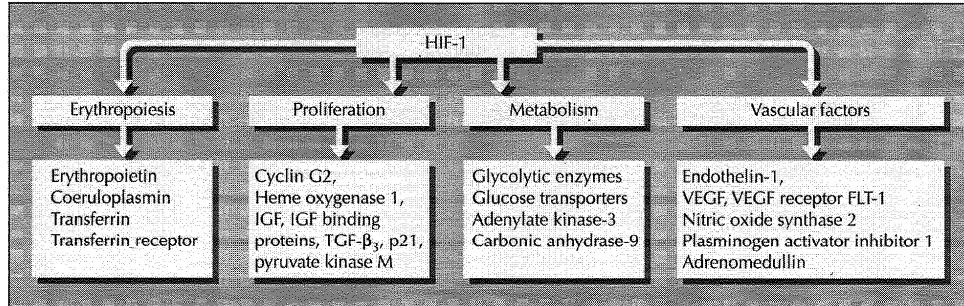 HIF-1
Erythropoiesis
Proliferation
Metabolism
Vascular factors
Erythropoietin
Coeruloplasmin
Transferrin
Transferrin receptor
Cyclin G2,
Heme oxygenase 1,
IGF, IGF binding
proteins, TGF-β₃, p21,
pyruvate kinase M
Glycolytic enzymes
Glucose transporters
Adenylate kinase-3
Carbonic anhydrase-9
Endothelin-1,
VEGF, VEGF receptor FLT-1
Nitric oxide synthase 2
Plasminogen activator inhibitor 1
Adrenomedullin